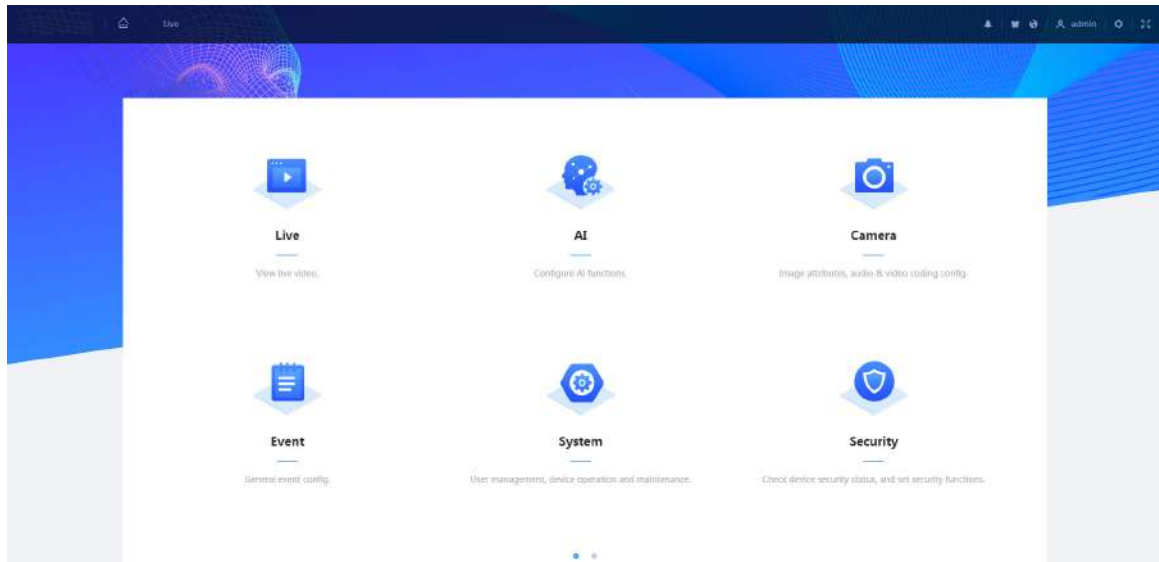 Live
admin
Live
AI
Camera
View live video.
Configure AI functions.
Image attributes, audio & video coding config.
Event
System
Security
General event config.
User management, device operation and maintenance.
Check device security status, and set security functions.